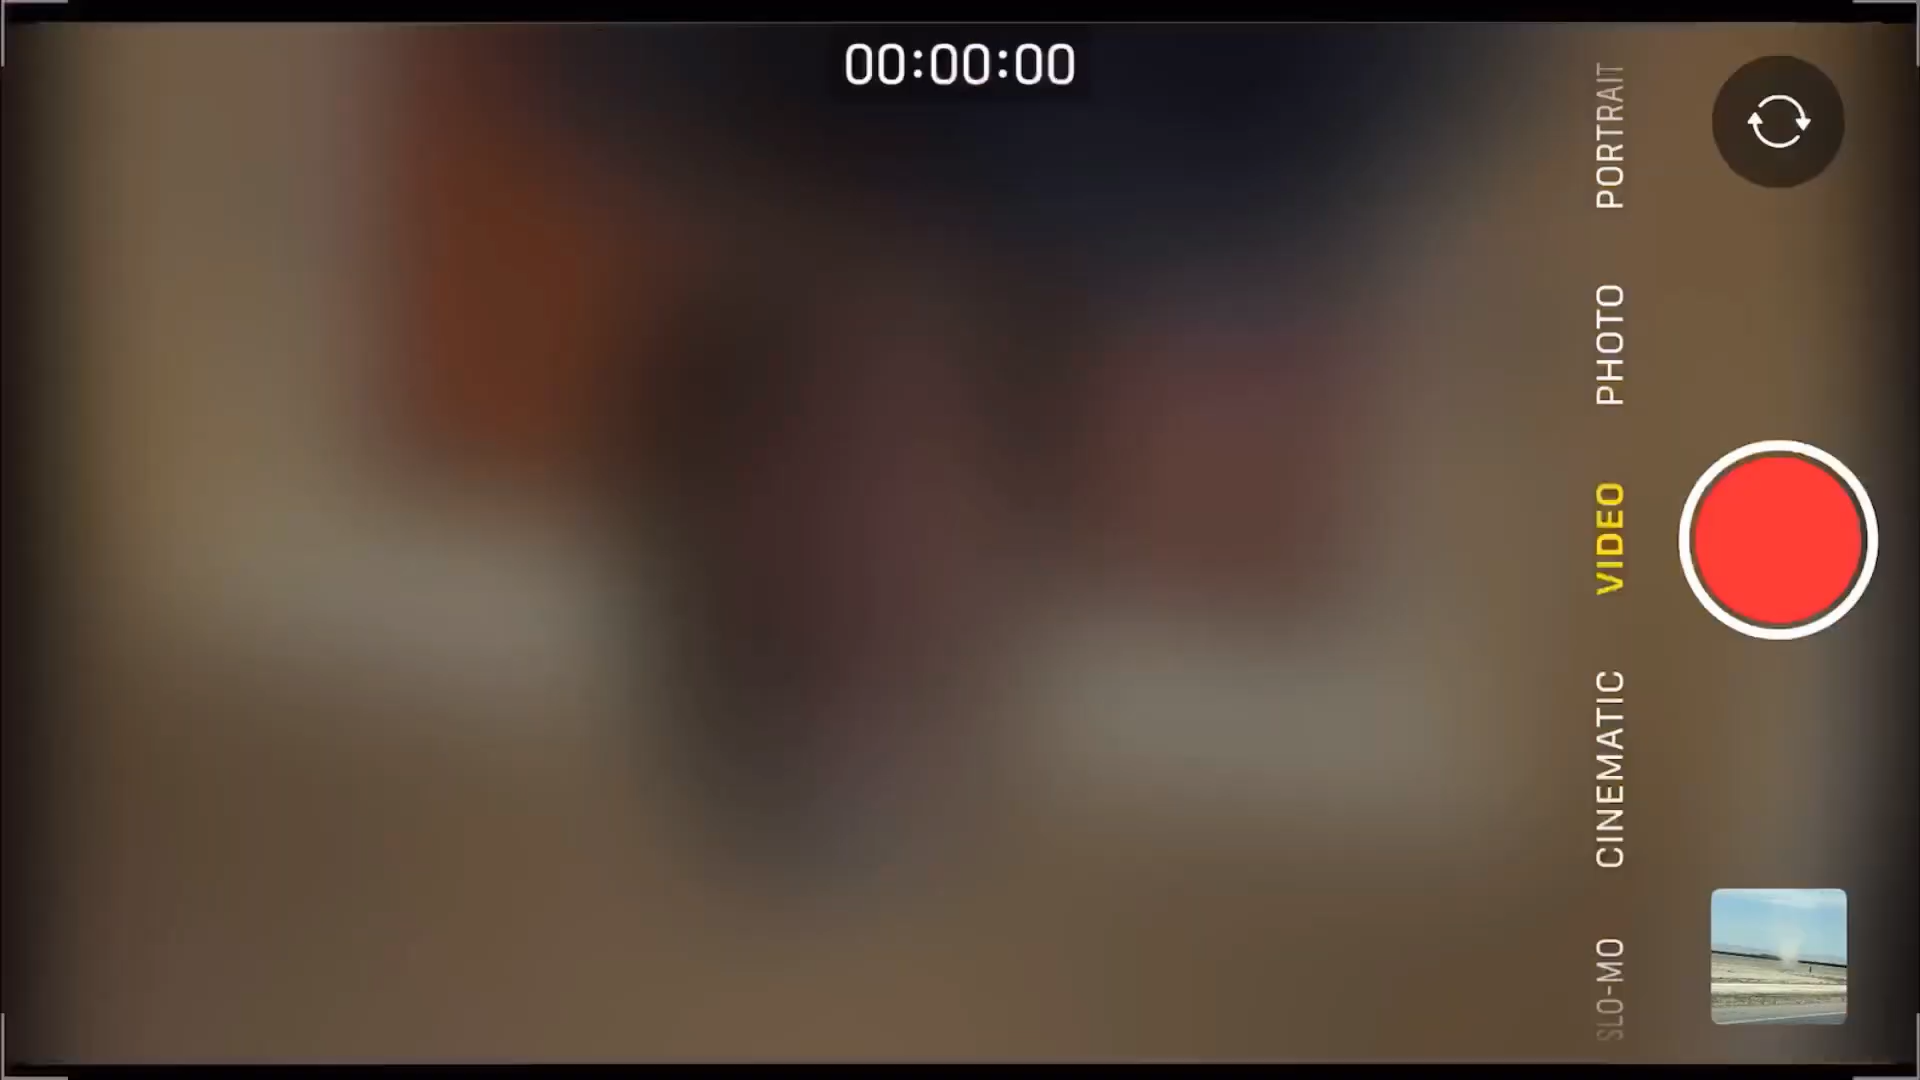 00:00:00
PORTRAIT
PHOTO
VIDEO
CINEMATIC
SLO-MO